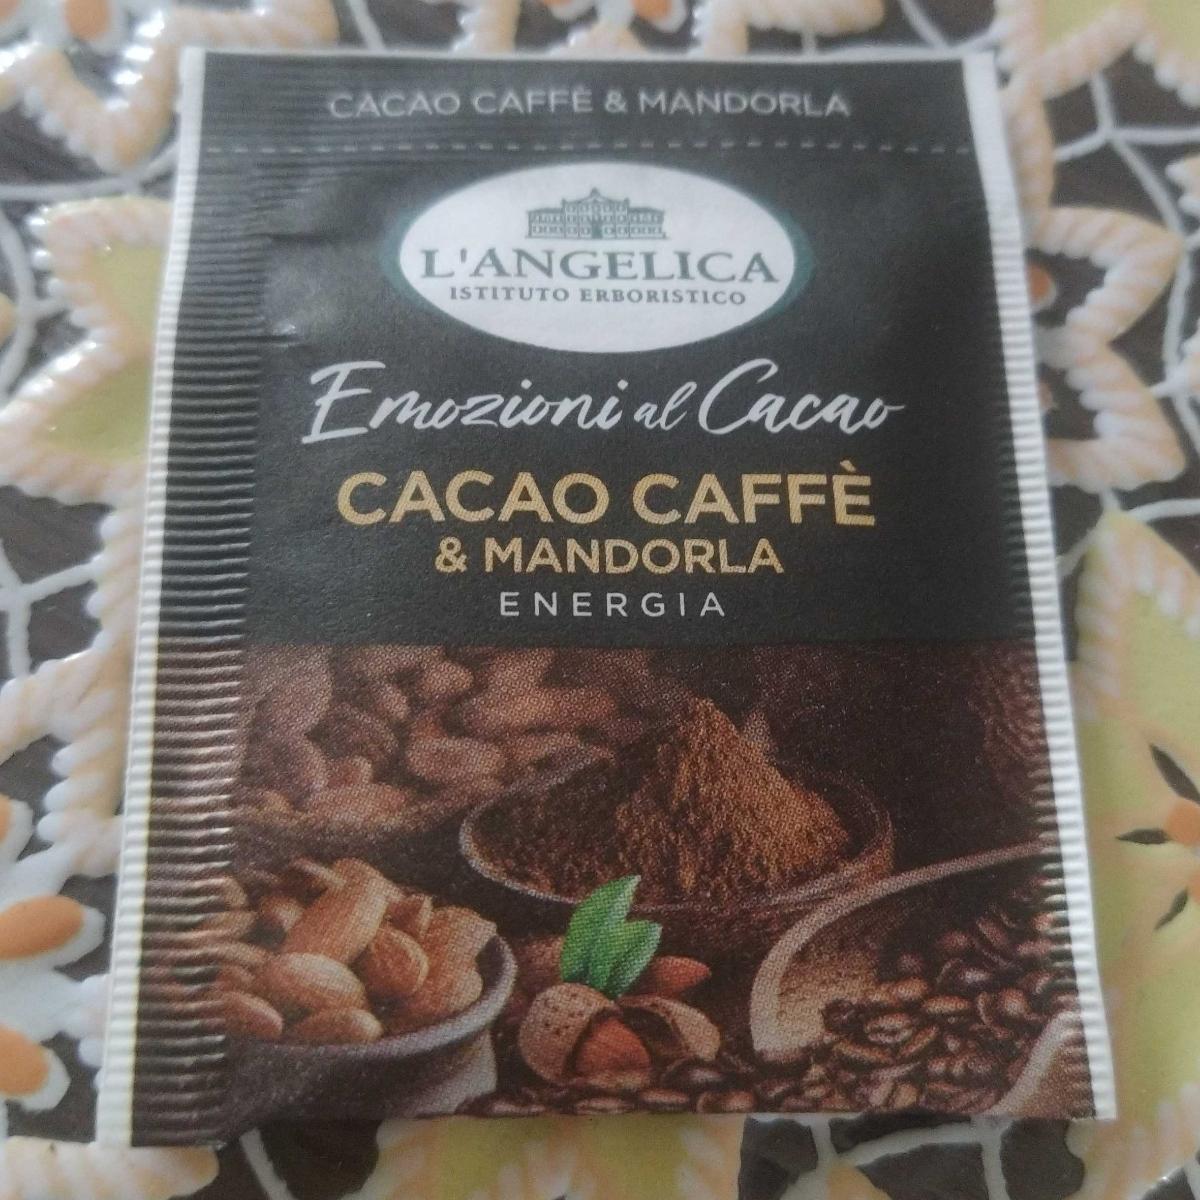 CACAO CAFFÈ & MANDORLA
L'ANGELICA
ISTITUTO ERBORISTICO
Emozioni al Cacao
CACAO CAFFÈ
& MANDORLA
ENERGIA